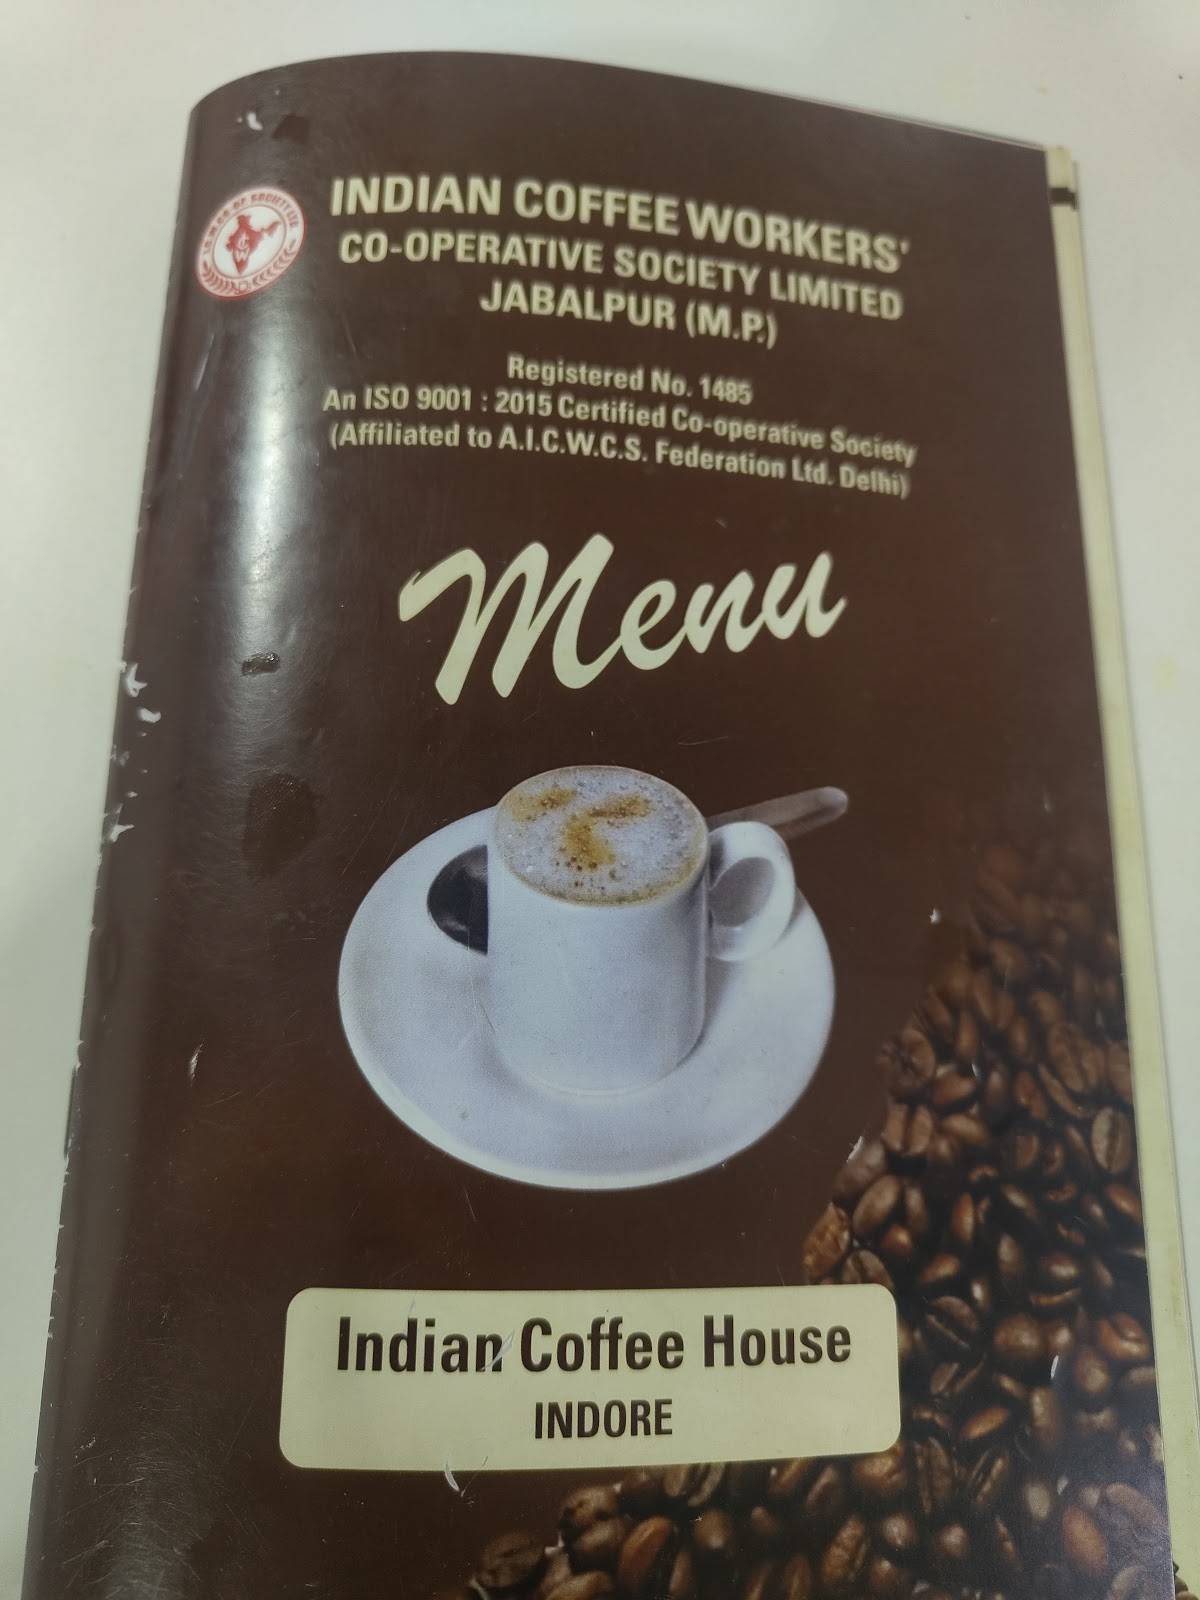 INDIAN COFFEE WORKERS'
CO-OPERATIVE SOCIETY LIMITED
JABALPUR (M.P.)
Registered No. 1485
An ISO 9001 : 2015 Certified Co-operative Society
(Affiliated to A.I.C.W.C.S. Federation Ltd. Delhi)
Menu
Indian Coffee House
INDORE